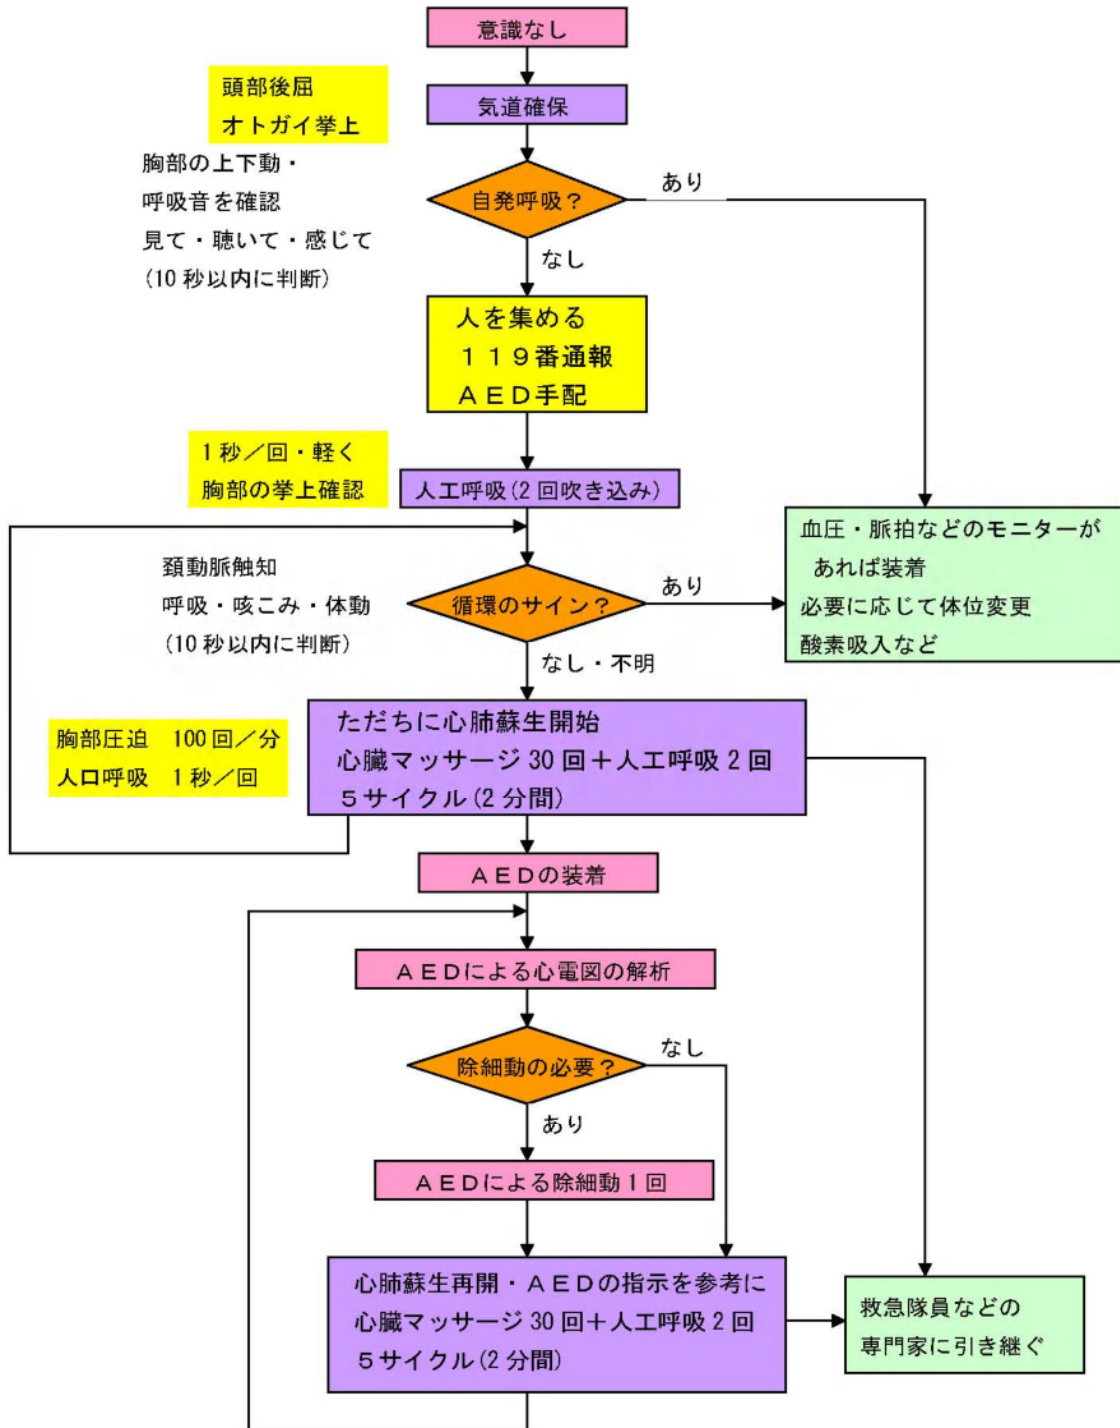 意識なし
頭部後屈
オトガイ挙上
気道確保
胸部の上下動・
呼吸音を確認
見て・聴いて・感じて
(10秒以内に判断)
自発呼吸？
あり
なし
人を集める
１１９番通報
ＡＥＤ手配
1秒／回・軽く
胸部の挙上確認
人工呼吸(2回吹き込み)
頚動脈触知
呼吸・咳こみ・体動
(10秒以内に判断)
循環のサイン？
あり
血圧・脈拍などのモニターが
あれば装着
必要に応じて体位変更
酸素吸入など
なし・不明
胸部圧迫　100回／分
人口呼吸　1秒／回
ただちに心肺蘇生開始
心臓マッサージ30回＋人工呼吸2回
５サイクル(2分間)
ＡＥＤの装着
ＡＥＤによる心電図の解析
除細動の必要？
なし
あり
ＡＥＤによる除細動1回
心肺蘇生再開・ＡＥＤの指示を参考に
心臓マッサージ30回＋人工呼吸2回
５サイクル(2分間)
救急隊員などの
専門家に引き継ぐ